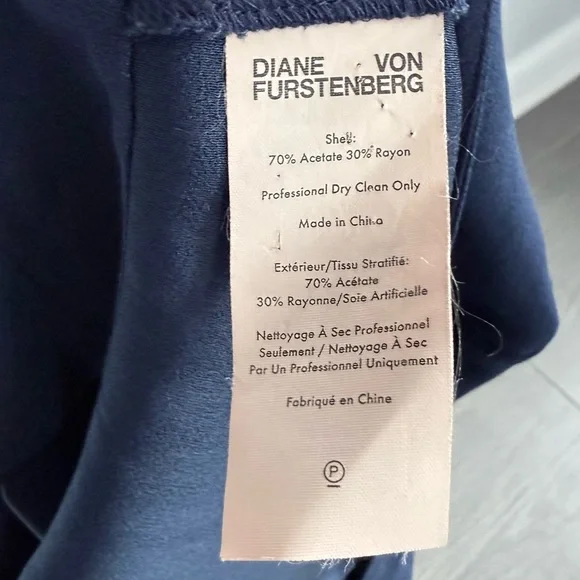 DIANE VON
FURSTENBERG
Shell:
70% Acetate 30% Rayon
Professional Dry Clean Only
Made in China
Extérieur/Tissu Stratifié:
70% Acétate
30% Rayonne/Soie Artificielle
Nettoyage À Sec Professionnel
Seulement / Nettoyage À Sec
Par Un Professionnel Uniquement
Fabriqué en Chine
P